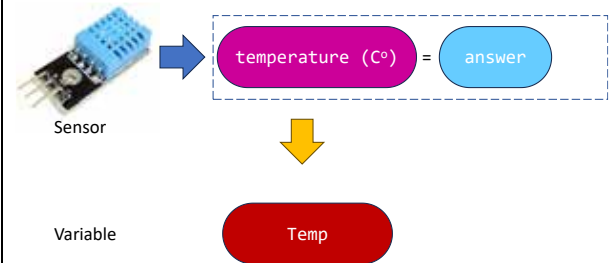 temperature (Cº) = answer
Sensor
Variable Temp